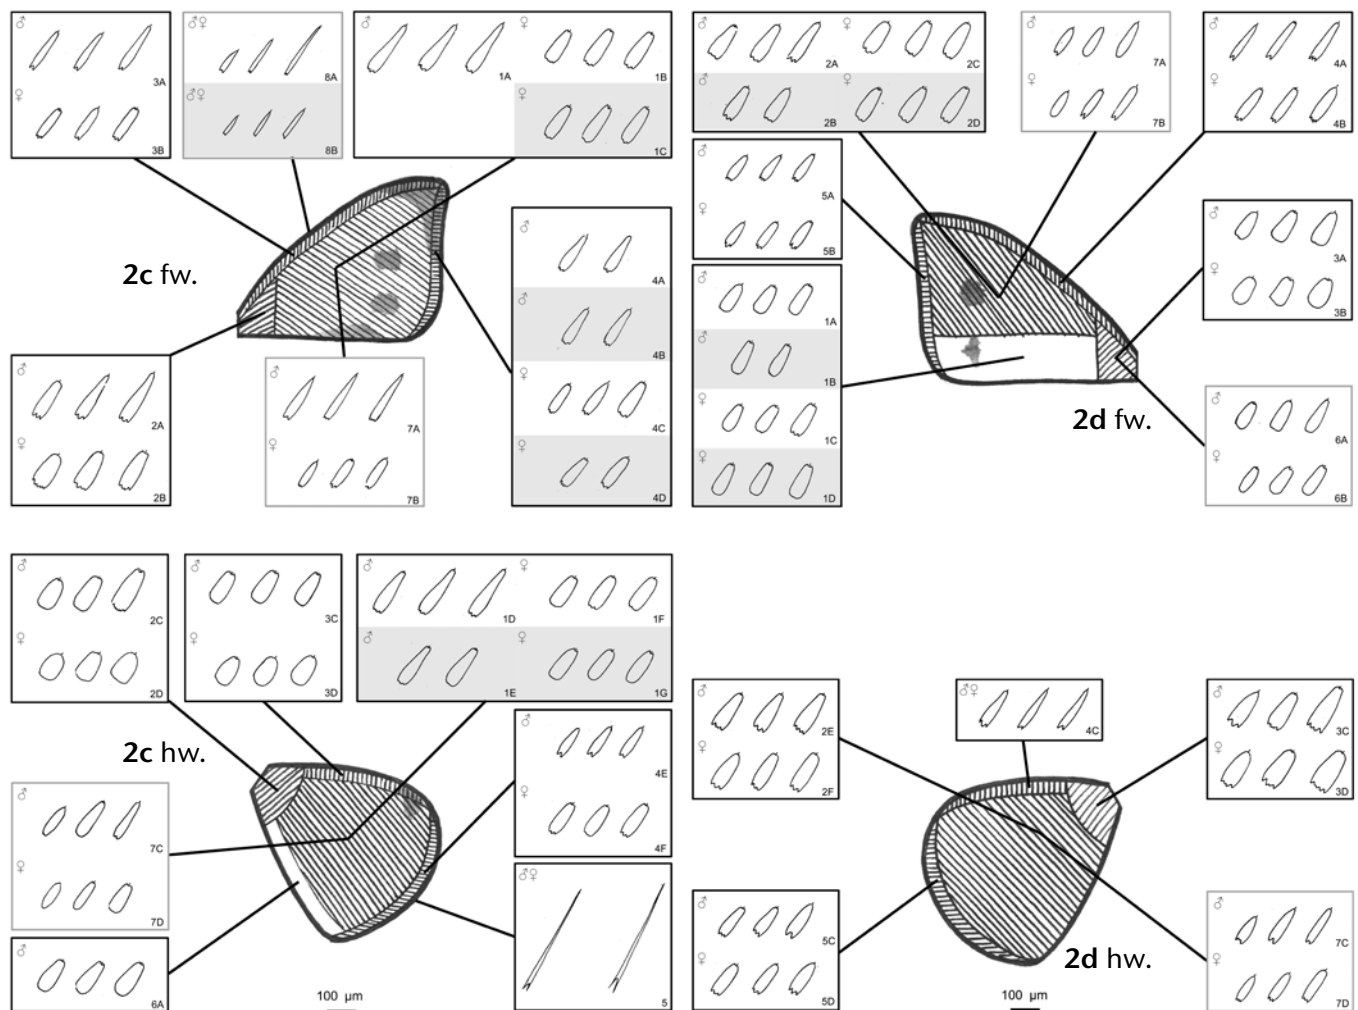 ♂ 3A
♀ 3B
♂♀ 8A
♂♀ 8B
♂ 1A ♀ 1B
♀ 1C
2c fw.
♂ 2A
♀ 2B
♂ 7A
♀ 7B
♂ 4A
♂ 4B
♀ 4C
♀ 4D
♂ 2A ♀ 2C
♂ 2B ♀ 2D
♂ 7A
♀ 7B
♂ 4A
♀ 4B
♂ 5A
♀ 5B
♂ 1A
♂ 1B
♀ 1C
♀ 1D
♂ 3A
♀ 3B
2d fw.
♂ 6A
♀ 6B
♂ 2C
♀ 2D
♂ 3C
♀ 3D
♂ 1D ♀ 1F
♂ 1E ♀ 1G
2c hw.
♂ 4E
♀ 4F
♂ 7C
♀ 7D
♂♀ 5
♂ 6A
100 µm
♂ 2E
♀ 2F
♂♀ 4C
♂ 3C
♀ 3D
♂ 5C
♀ 5D
2d hw.
♂ 7C
♀ 7D
100 µm